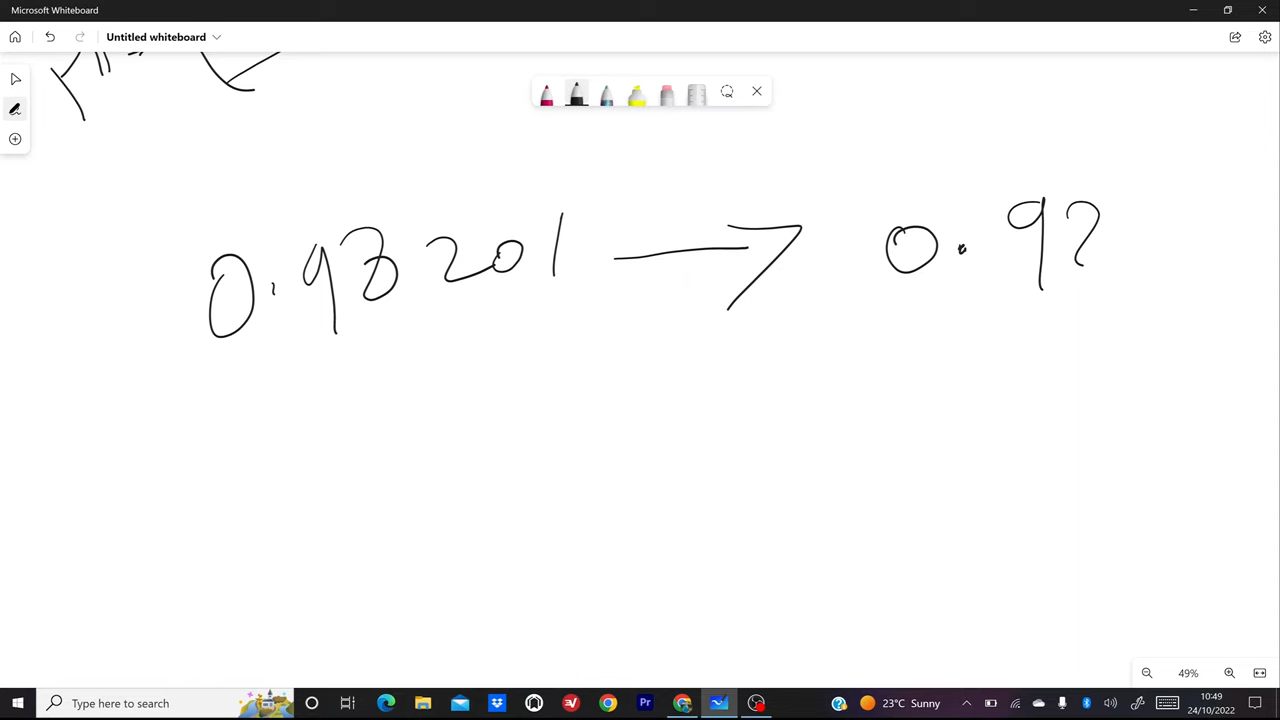 Microsoft Whiteboard
Untitled whiteboard
0.93201 → 0.9?
49%
Type here to search
Pr
23°C Sunny
10:49
24/10/2022